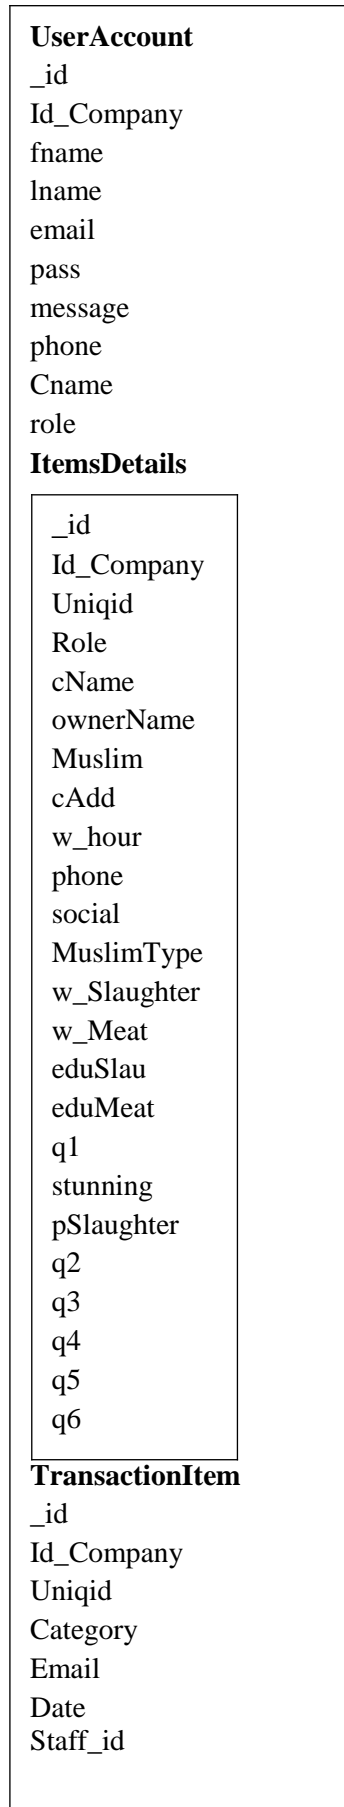 UserAccount
_id
Id_Company
fname
lname
email
pass
message
phone
Cname
role
ItemsDetails
_id
Id_Company
Uniqid
Role
cName
ownerName
Muslim
cAdd
w_hour
phone
social
MuslimType
w_Slaughter
w_Meat
eduSlau
eduMeat
q1
stunning
pSlaughter
q2
q3
q4
q5
q6
TransactionItem
_id
Id_Company
Uniqid
Category
Email
Date
Staff_id